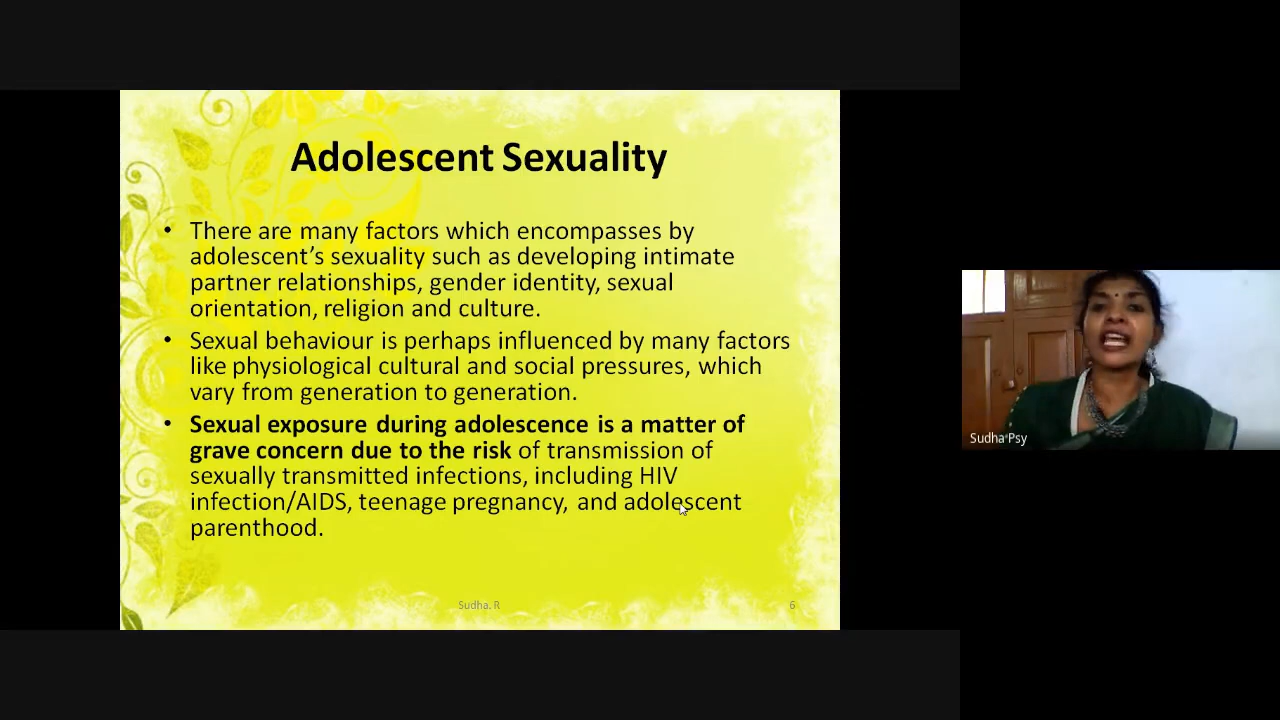 Adolescent Sexuality
• There are many factors which encompasses by
adolescent’s sexuality such as developing intimate
partner relationships, gender identity, sexual
orientation, religion and culture.
• Sexual behaviour is perhaps influenced by many factors
like physiological cultural and social pressures, which
vary from generation to generation.
• Sexual exposure during adolescence is a matter of
grave concern due to the risk of transmission of
sexually transmitted infections, including HIV
infection/AIDS, teenage pregnancy, and adolescent
parenthood.
Sudha. R
6
Sudha Psy